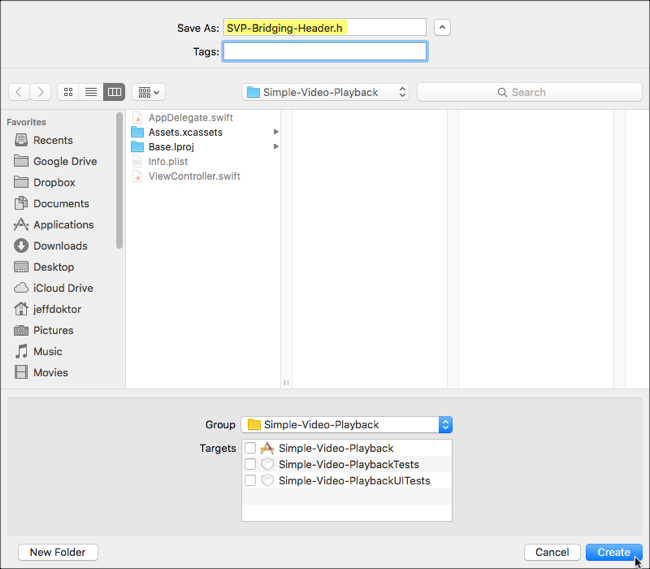 Save As: SVP-Bridging-Header.h
Tags:
Simple-Video-Playback
Search
Favorites
Recents
Google Drive
Dropbox
Documents
Applications
Downloads
Desktop
iCloud Drive
jeffdoktor
Pictures
Music
Movies
AppDelegate.swift
Assets.xcassets
Base.lproj
Info.plist
ViewController.swift
Group Simple-Video-Playback
Targets Simple-Video-Playback
Simple-Video-PlaybackTests
Simple-Video-PlaybackUITests
New Folder Cancel Create